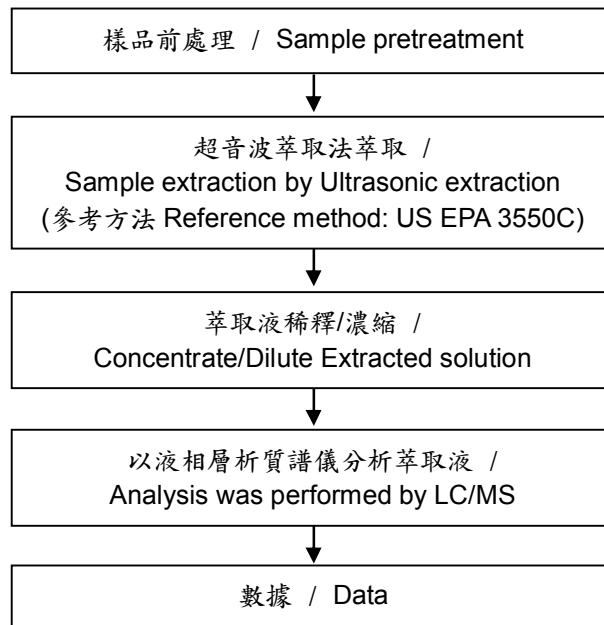 樣品前處理 / Sample pretreatment
超音波萃取法萃取 /
Sample extraction by Ultrasonic extraction
(參考方法 Reference method: US EPA 3550C)
萃取液稀釋/濃縮 /
Concentrate/Dilute Extracted solution
以液相層析質譜儀分析萃取液 /
Analysis was performed by LC/MS
數據 / Data